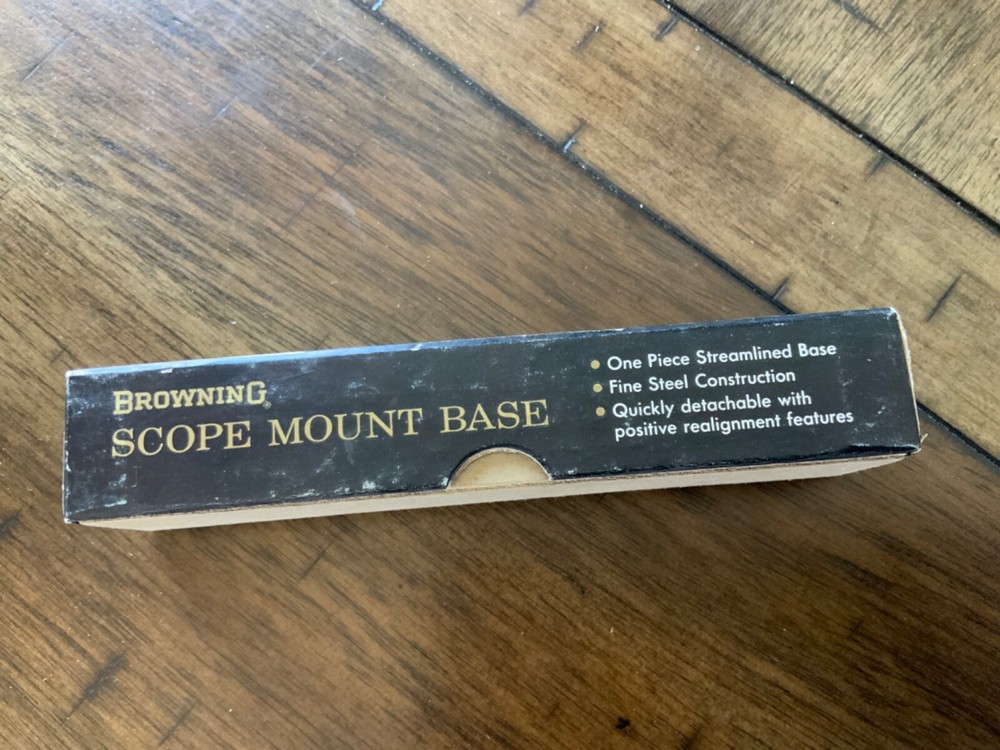 BROWNING®
SCOPE MOUNT BASE
• One Piece Streamlined Base
• Fine Steel Construction
• Quickly detachable with
positive realignment features